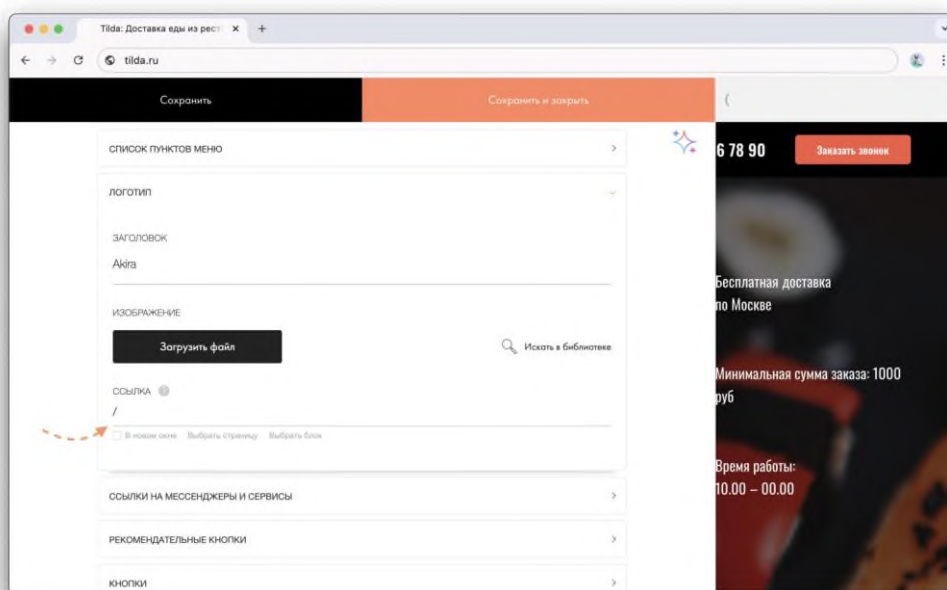 Tilda: Доставка еды из рест
tilda.ru
Сохранить
Сохранить и закрыть
СПИСОК ПУНКТОВ МЕНЮ
ЛОГОТИП
ЗАГОЛОВОК
Akira
ИЗОБРАЖЕНИЕ
Загрузить файл
Искать в библиотеке
ССЫЛКА ?
/
В новое окне Выбрать страницу Выбрать блок
ССЫЛКИ НА МЕССЕНДЖЕРЫ И СЕРВИСЫ
РЕКОМЕНДАТЕЛЬНЫЕ КНОПКИ
КНОПКИ
6 78 90
Заказать звонок
Бесплатная доставка
по Москве
Минимальная сумма заказа: 1000
руб
Время работы:
10.00 – 00.00